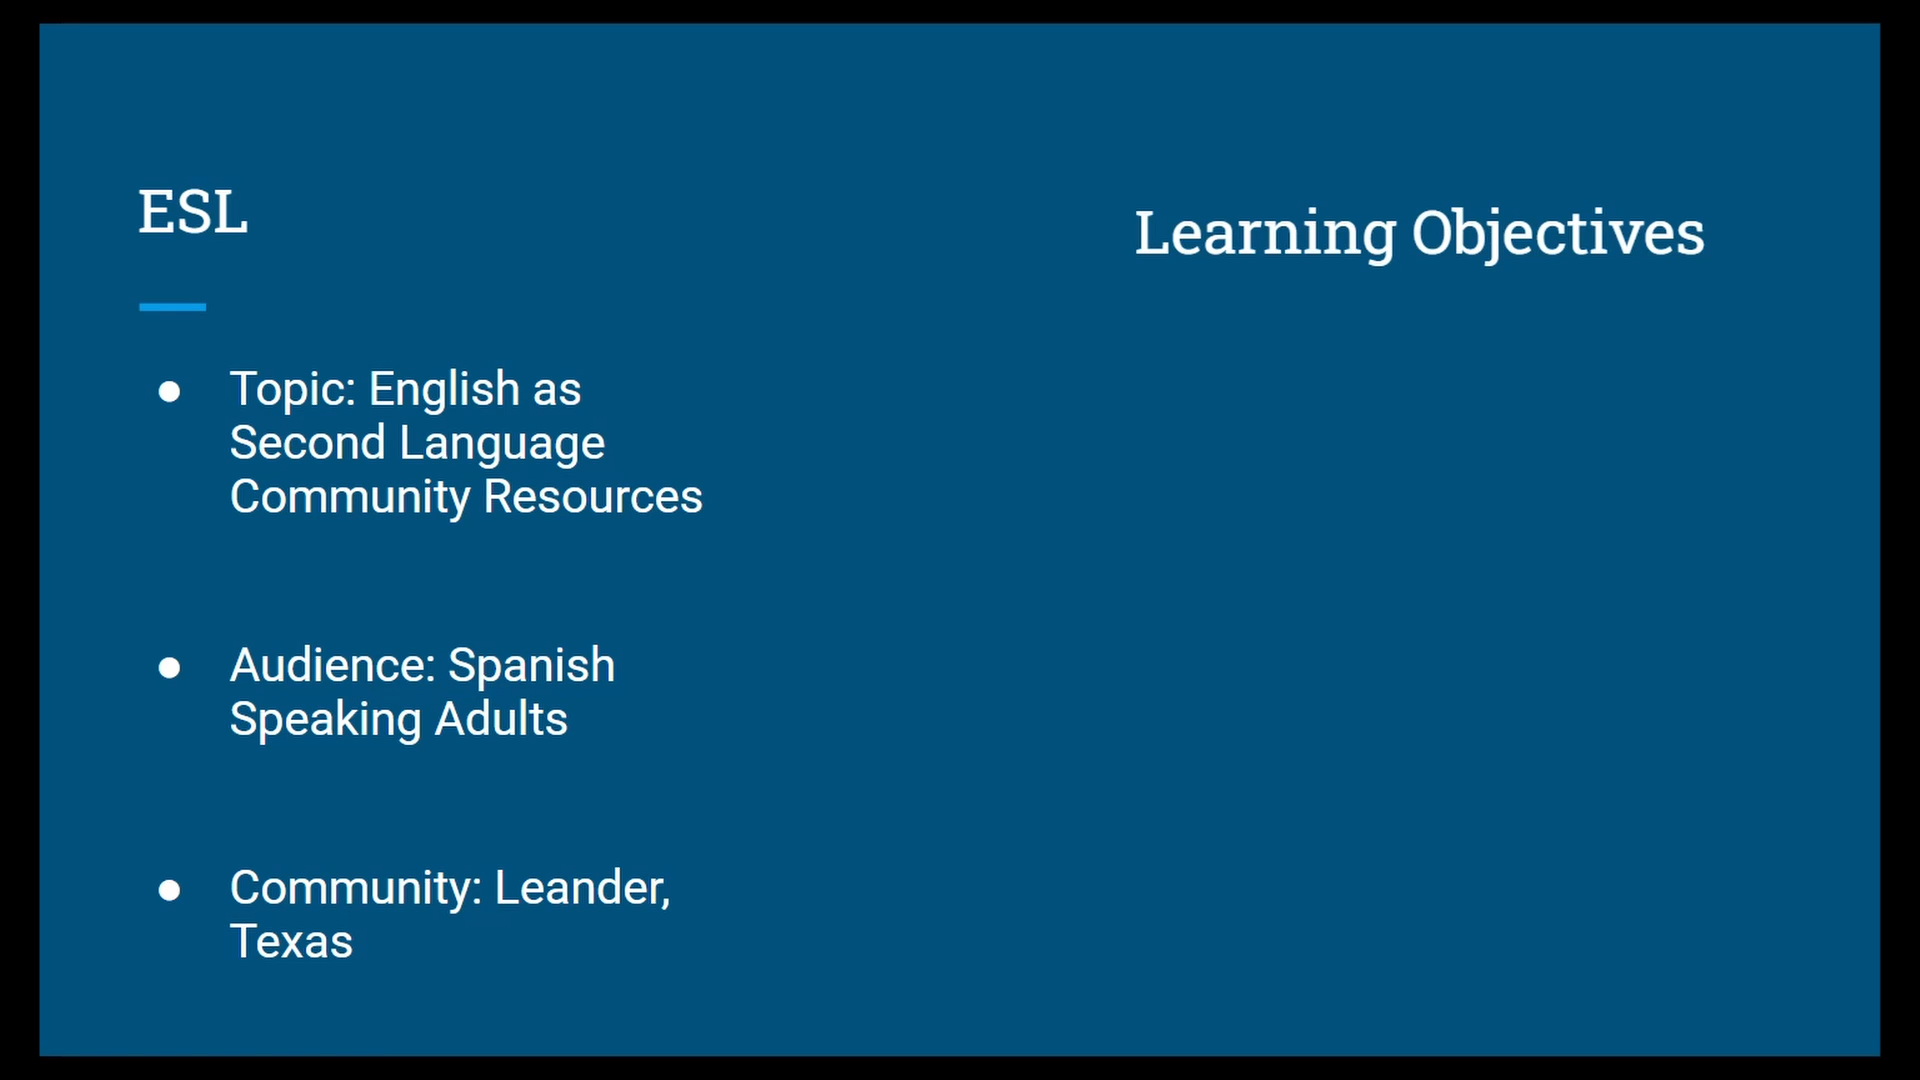 ESL
● Topic: English as
Second Language
Community Resources
● Audience: Spanish
Speaking Adults
● Community: Leander,
Texas
Learning Objectives